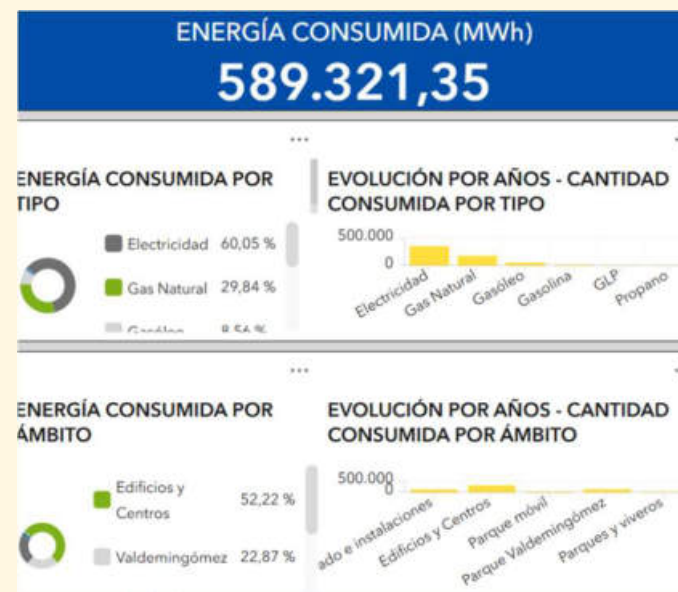 ENERGÍA CONSUMIDA (MWh)
589.321,35
ENERGÍA CONSUMIDA POR
TIPO
Electricidad 60,05 %
Gas Natural 29,84 %
Gasóleo 8,56 %
EVOLUCIÓN POR AÑOS - CANTIDAD
CONSUMIDA POR TIPO
500.000
0
Electricidad
Gas Natural
Gasóleo
Gasolina
GLP
Propano
ENERGÍA CONSUMIDA POR
ÁMBITO
Edificios y
Centros
52,22 %
Valdemingómez 22,87 %
EVOLUCIÓN POR AÑOS - CANTIDAD
CONSUMIDA POR ÁMBITO
500.000
0
ado e instalaciones
Edificios y Centros
Parque móvil
Parque Valdemingómez
Parques y viveros